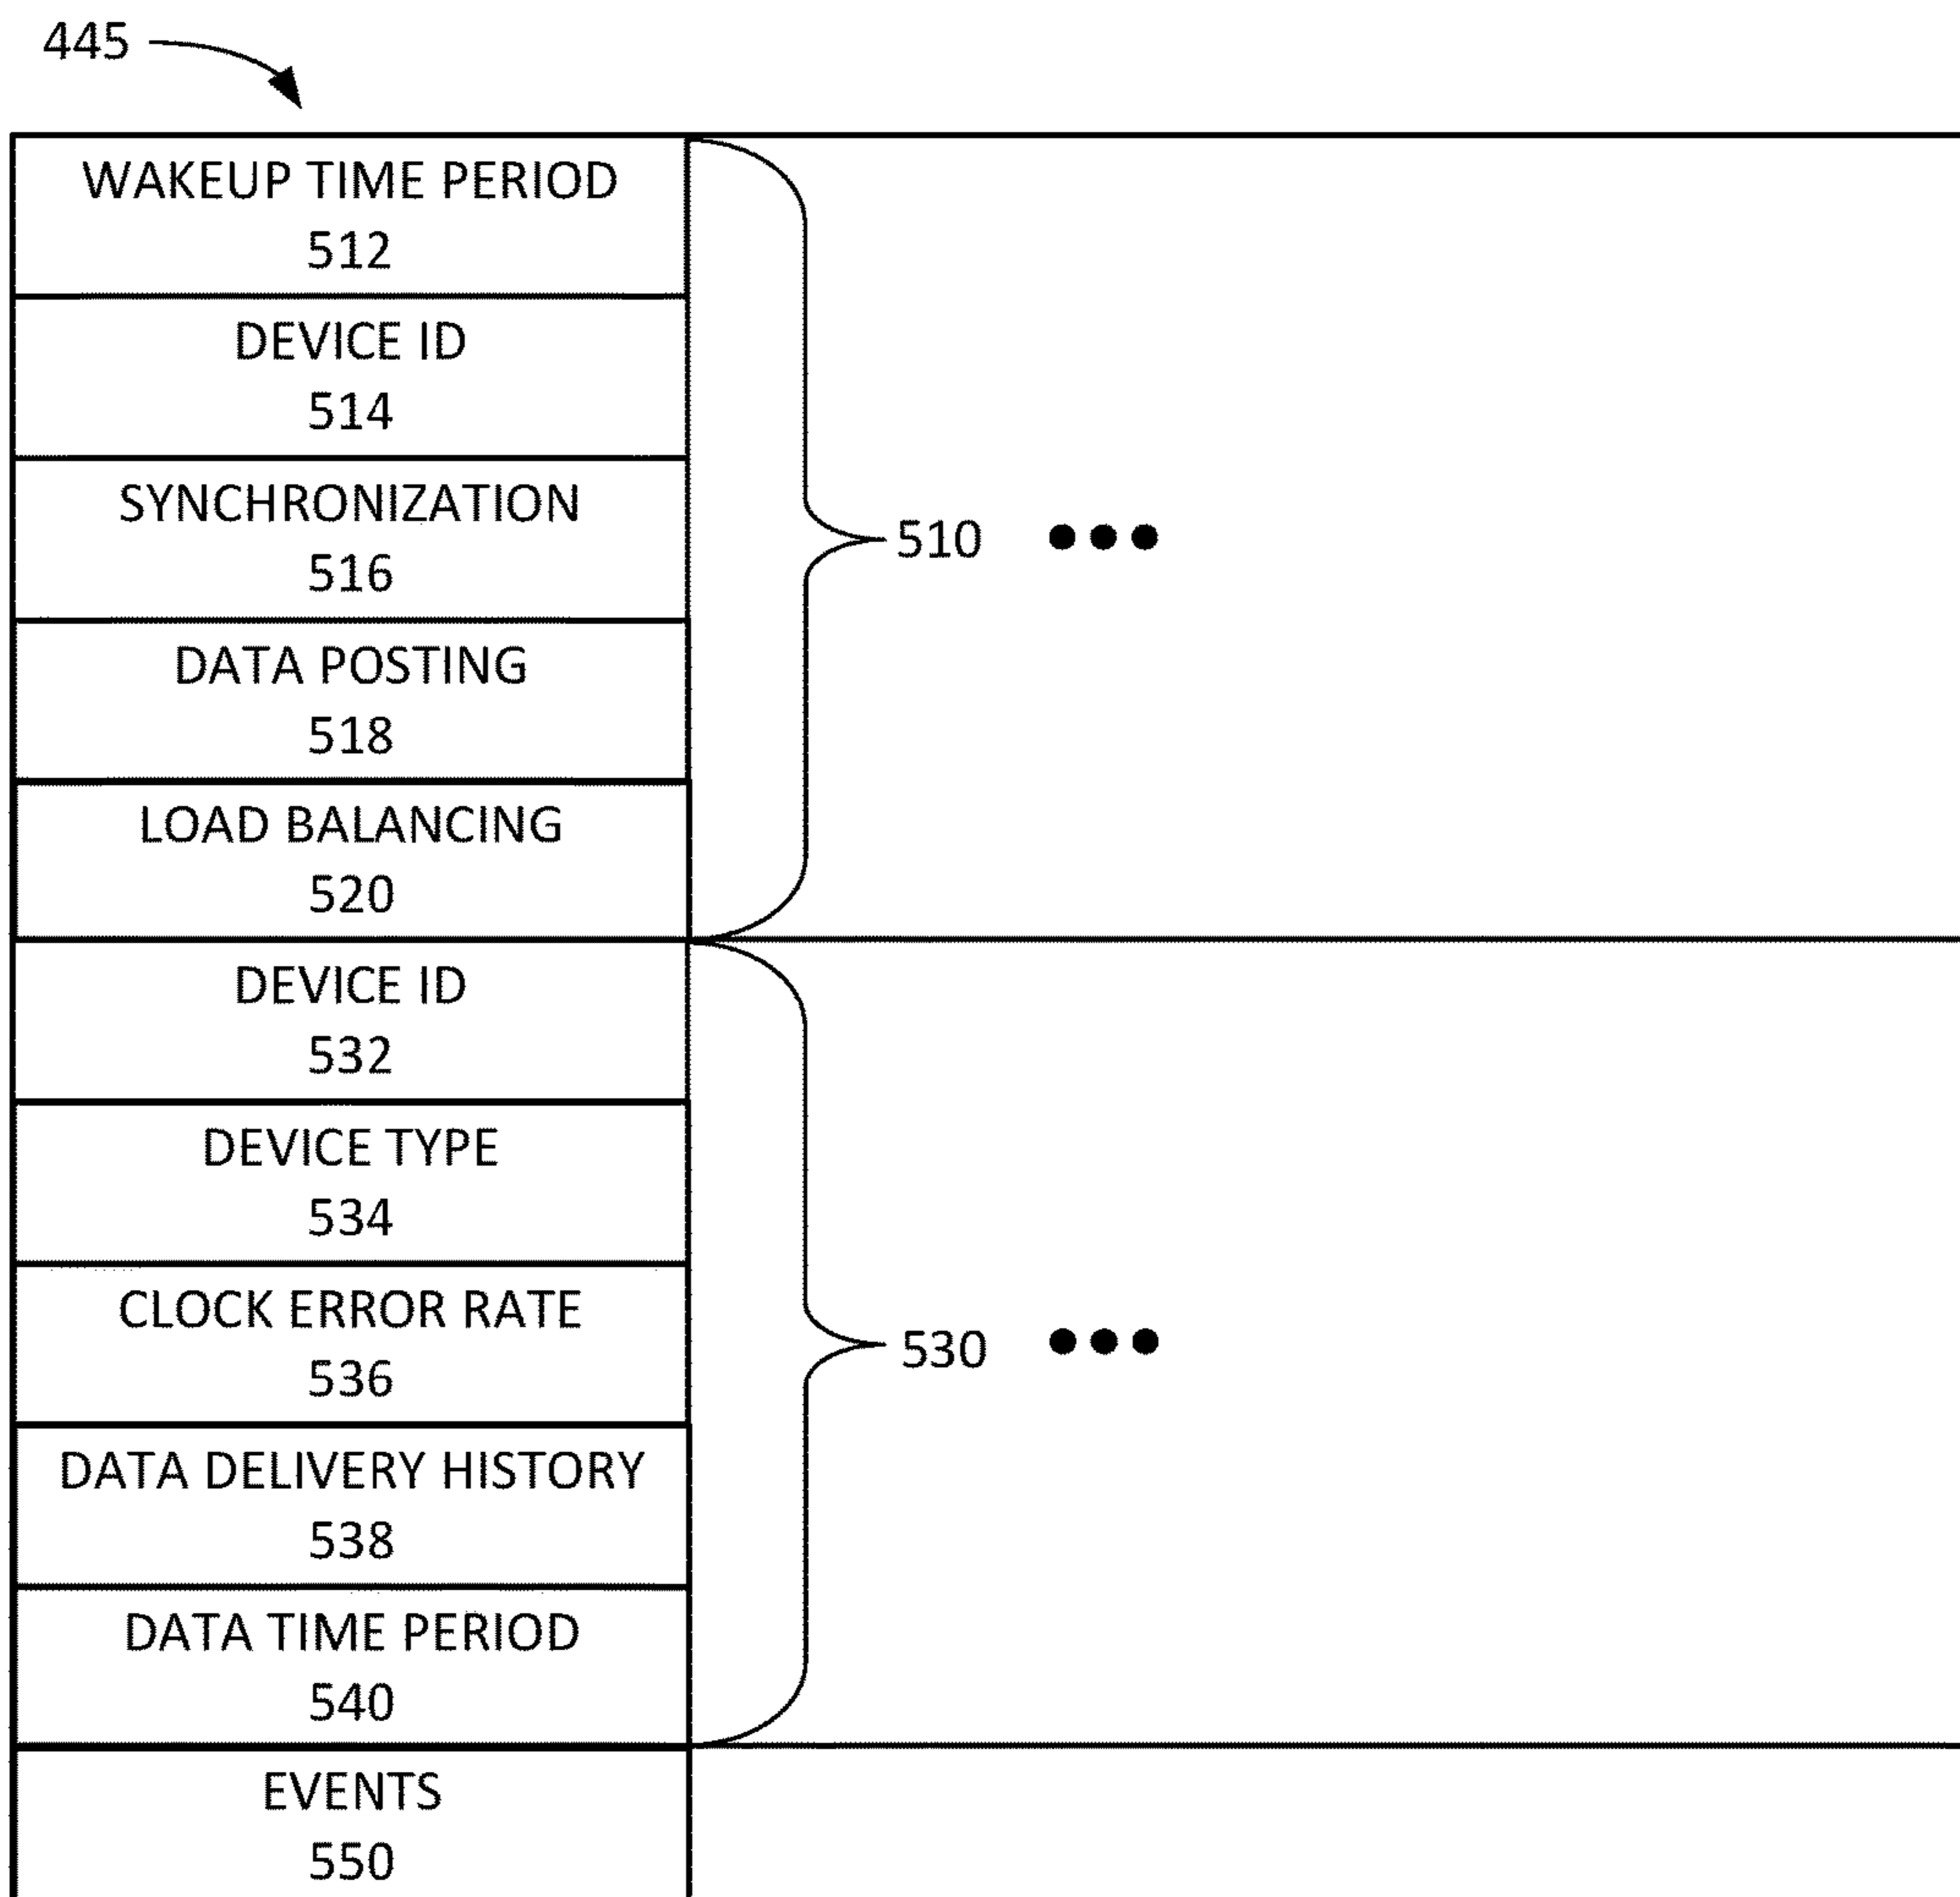 445
WAKEUP TIME PERIOD
512
DEVICE ID
514
SYNCHRONIZATION
516
510
DATA POSTING
518
LOAD BALANCING
520
DEVICE ID
532
DEVICE TYPE
534
CLOCK ERROR RATE
536
530
DATA DELIVERY HISTORY
538
DATA TIME PERIOD
540
EVENTS
550